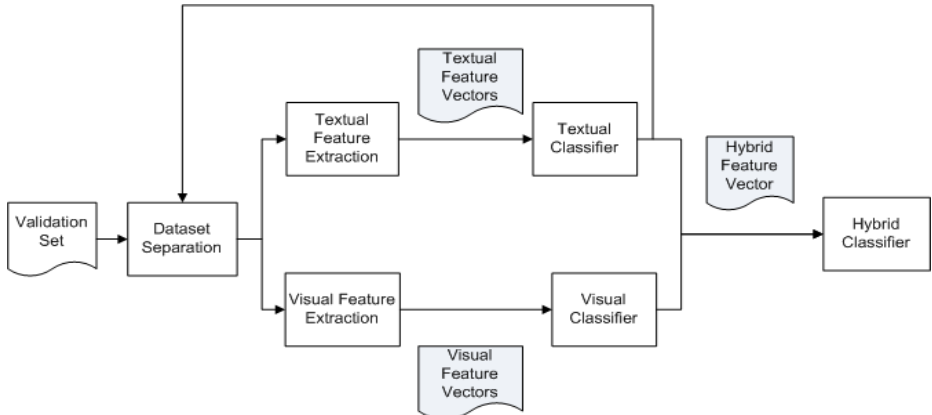 Textual
Feature
Vectors
Textual
Feature
Extraction
Textual
Classifier
Hybrid
Feature
Vector
Validation
Set
Dataset
Separation
Hybrid
Classifier
Visual Feature
Extraction
Visual
Classifier
Visual
Feature
Vectors